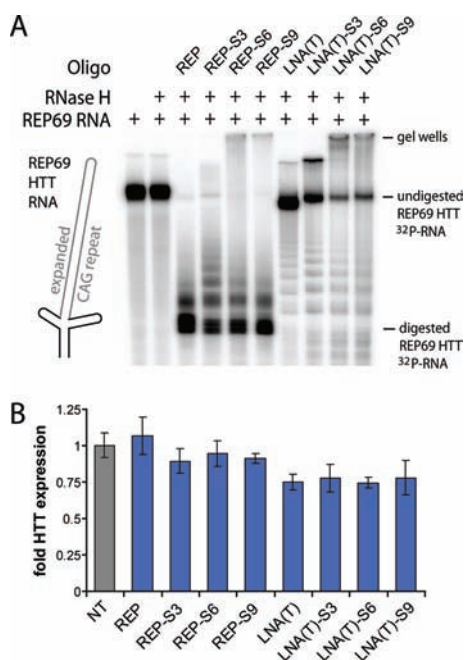 A
Oligo REP REP-S3 REP-S6 REP-S9 LNA(T) LNA(T)-S3 LNA(T)-S6 LNA(T)-S9
RNase H + + + + + + + + +
REP69 RNA + + + + + + + + + +
gel wells
REP69
HTT
RNA
expanded
CAG repeat
undigested
REP69 HTT
³²P-RNA
digested
REP69 HTT
³²P-RNA
B
fold HTT expression
1.25
1
0.75
0.5
0.25
0
NT REP REP-S3 REP-S6 REP-S9 LNA(T) LNA(T)-S3 LNA(T)-S6 LNA(T)-S9